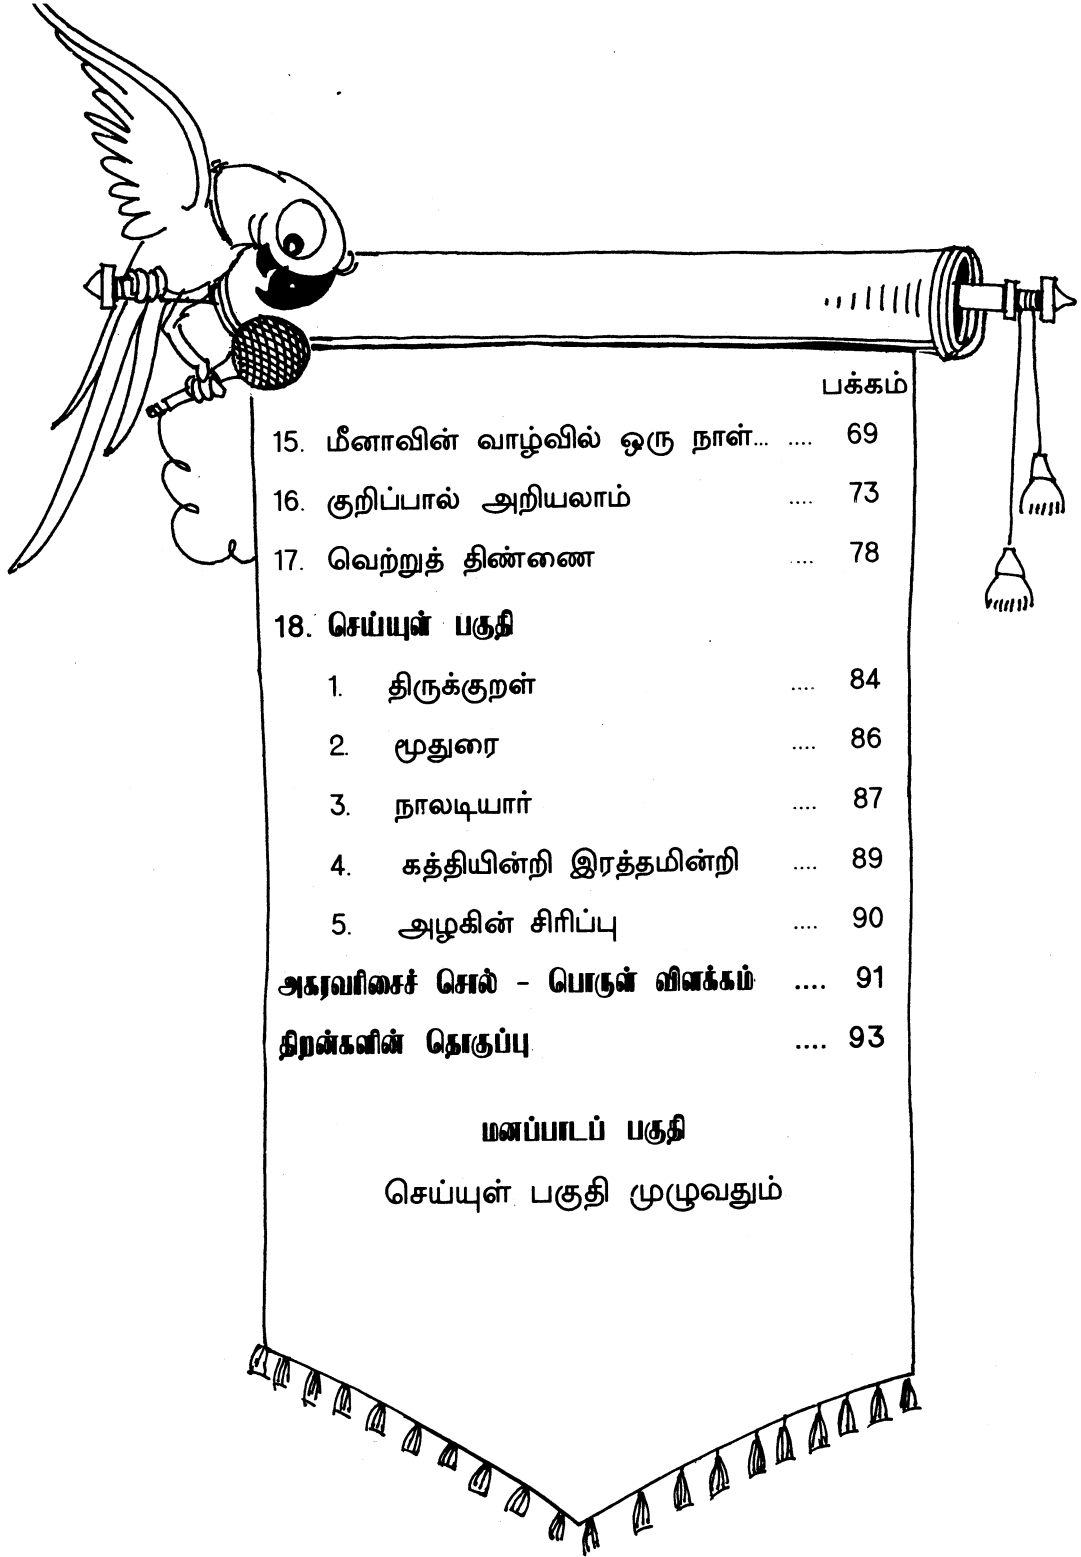 பக்கம்
15. மீனாவின் வாழ்வில் ஒரு நாள்... .... 69
16. குறிப்பால் அறியலாம் .... 73
17. வெற்றுத் திண்ணை .... 78
18. செய்யுள் பகுதி
1. திருக்குறள் .... 84
2. மூதுரை .... 86
3. நாலடியார் .... 87
4. கத்தியின்றி இரத்தமின்றி .... 89
5. அழகின் சிரிப்பு .... 90
அகரவரிசைச் சொல் - பொருள் விளக்கம் .... 91
திறன்களின் தொகுப்பு .... 93
மனப்பாடப் பகுதி
செய்யுள் பகுதி முழுவதும்